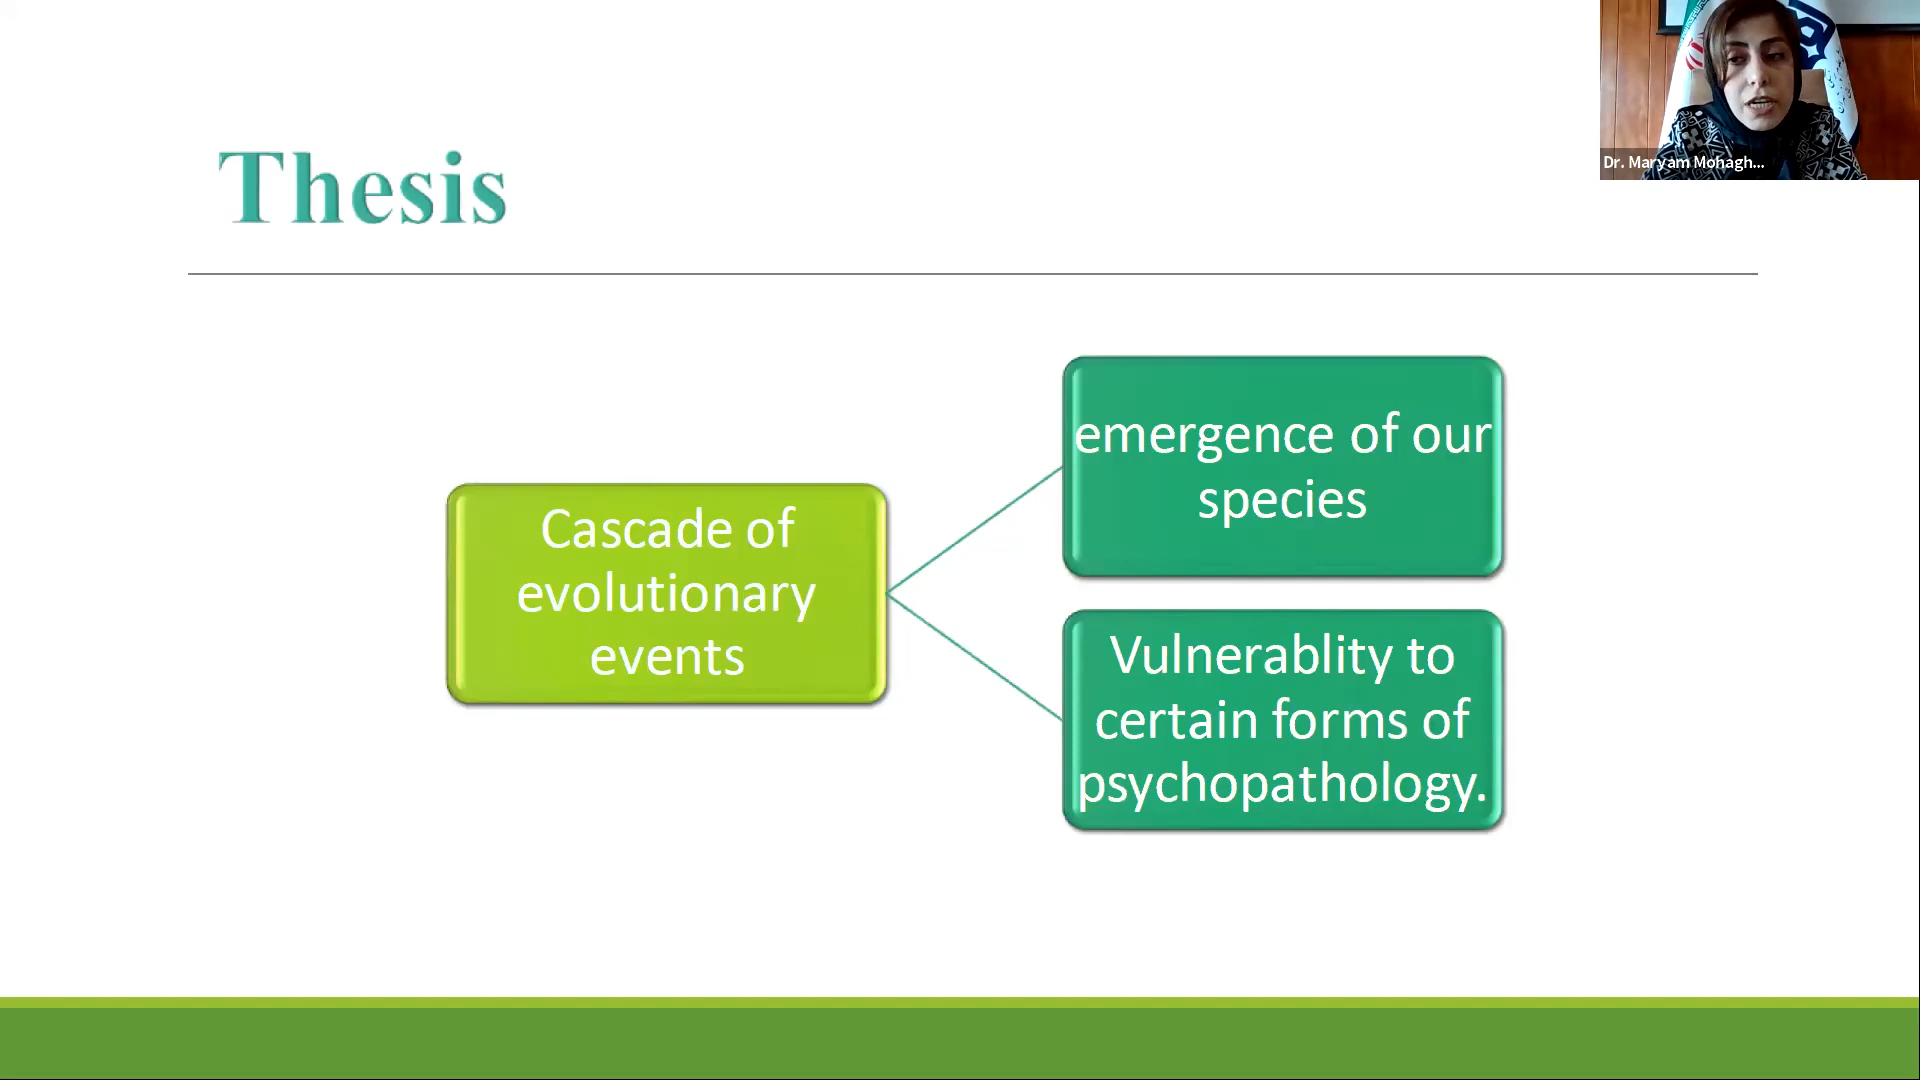 Thesis
Dr. Maryam Mohagh...
emergence of our
species
Cascade of
evolutionary
events
Vulnerablity to
certain forms of
psychopathology.